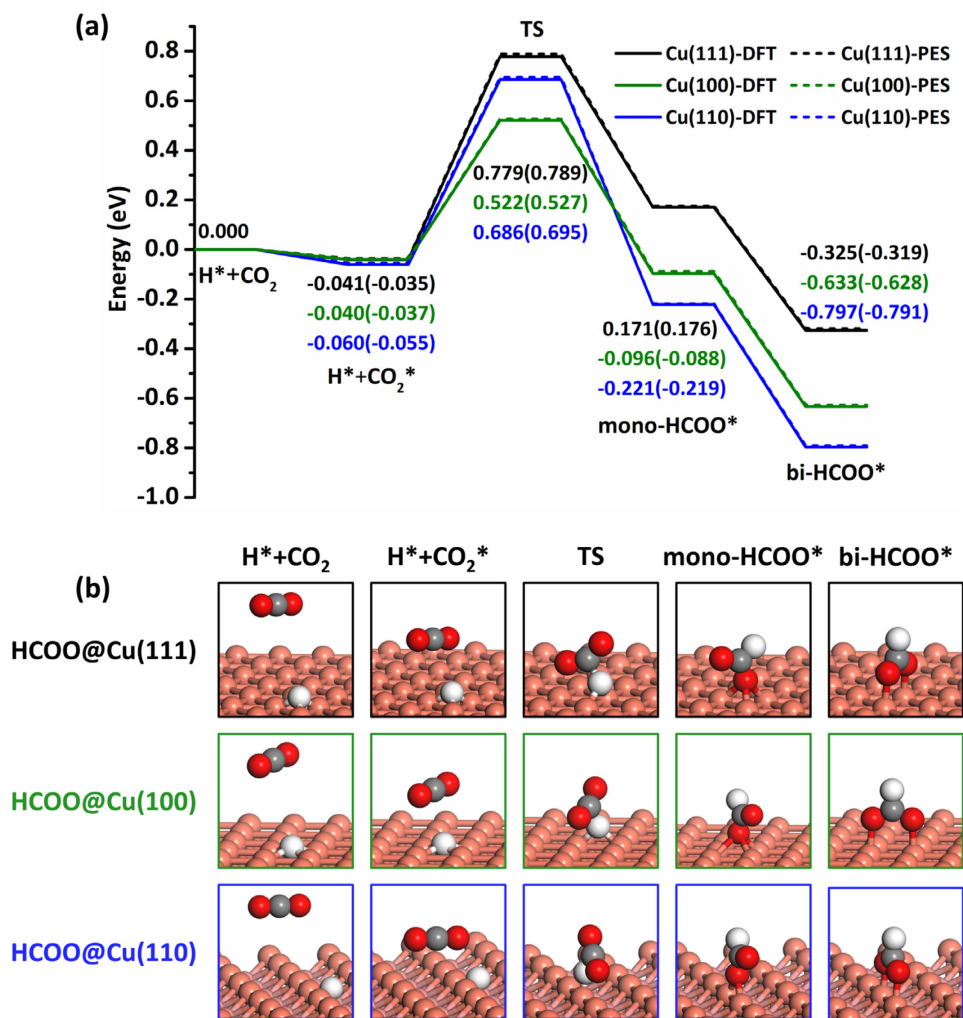 (a)
TS
Cu(111)-DFT Cu(111)-PES
Cu(100)-DFT Cu(100)-PES
Cu(110)-DFT Cu(110)-PES
Energy (eV)
0.8
0.6
0.4
0.2
0.0
-0.2
-0.4
-0.6
-0.8
-1.0
0.000
H*+CO₂
-0.041(-0.035)
-0.040(-0.037)
-0.060(-0.055)
H*+CO₂*
0.779(0.789)
0.522(0.527)
0.686(0.695)
0.171(0.176)
-0.096(-0.088)
-0.221(-0.219)
mono-HCOO*
-0.325(-0.319)
-0.633(-0.628)
-0.797(-0.791)
bi-HCOO*
(b)
H*+CO₂ H*+CO₂* TS mono-HCOO* bi-HCOO*
HCOO@Cu(111)
HCOO@Cu(100)
HCOO@Cu(110)